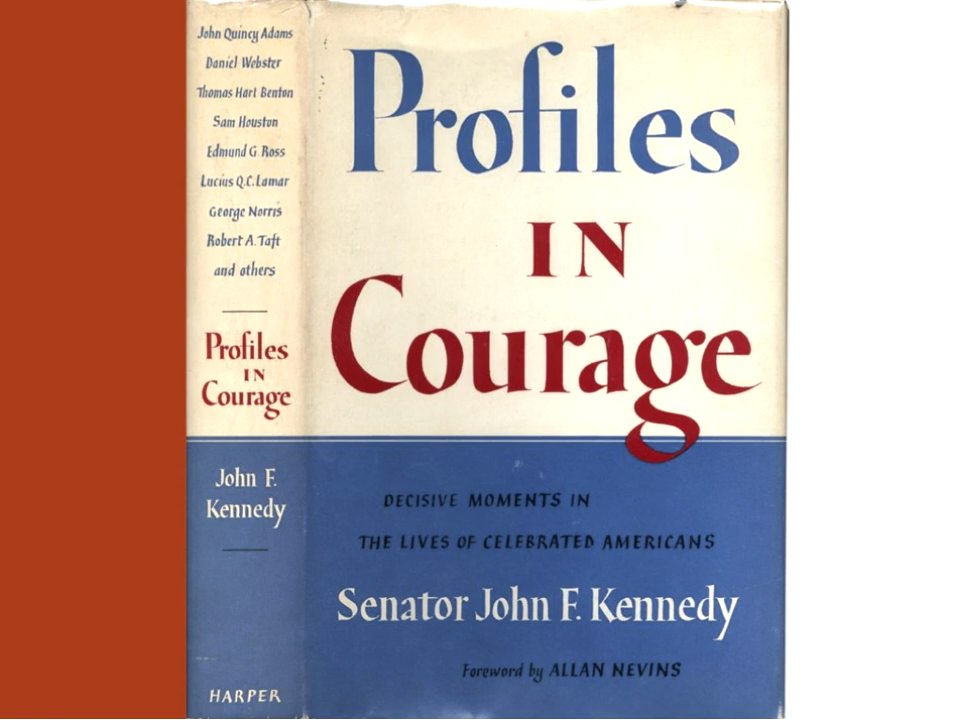 John Quincy Adams
Daniel Webster
Thomas Hart Benton
Sam Houston
Edmund G. Ross
Lucius Q.C. Lamar
George Norris
Robert A. Taft
and others
Profiles
IN
Courage
John F.
Kennedy
HARPER
Profiles
IN
Courage
DECISIVE MOMENTS IN
THE LIVES OF CELEBRATED AMERICANS
Senator John F. Kennedy
Foreword by ALLAN NEVINS